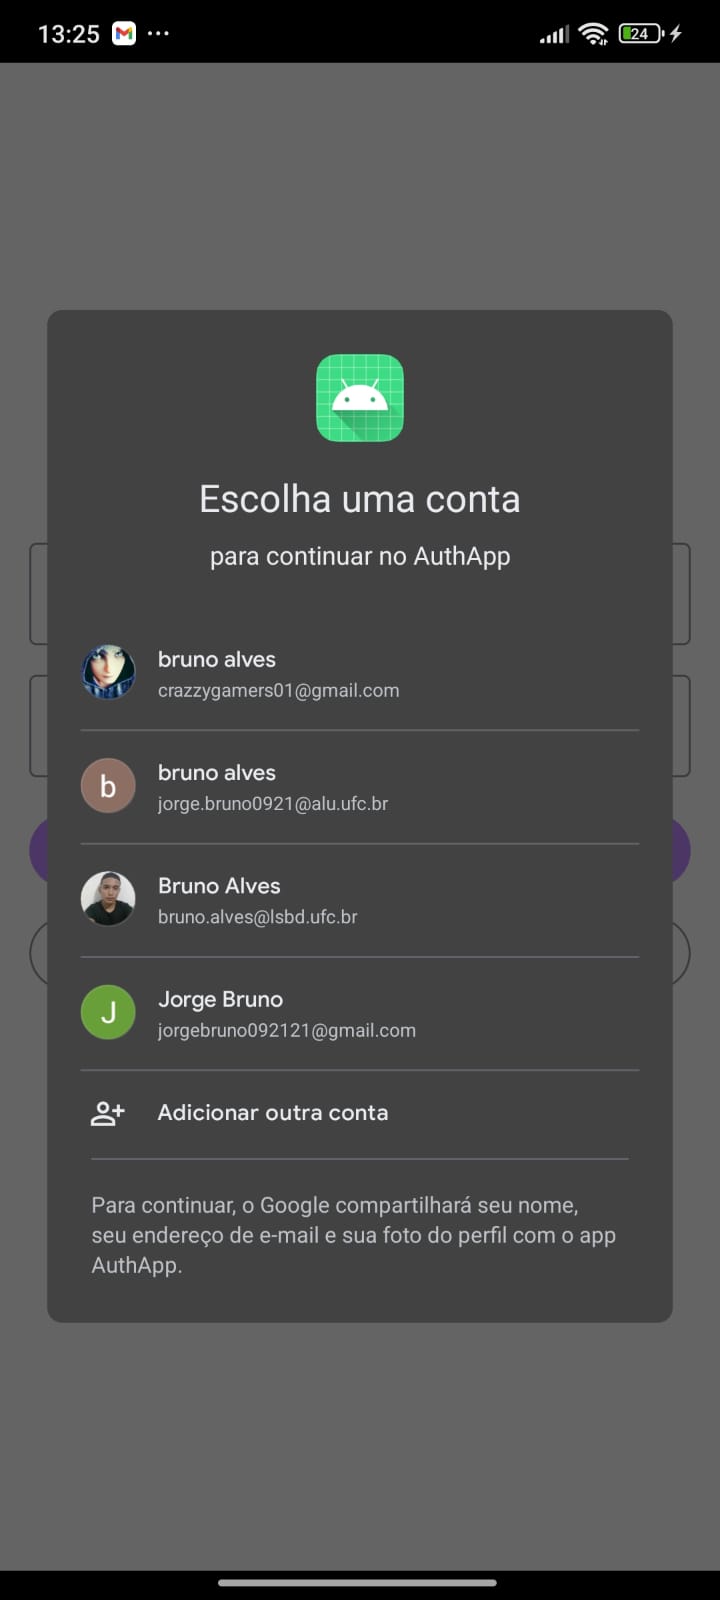 13:25
24
Escolha uma conta
para continuar no AuthApp
bruno alves
crazzygamers01@gmail.com
b
bruno alves
jorge.bruno0921@alu.ufc.br
Bruno Alves
bruno.alves@lsbd.ufc.br
J
Jorge Bruno
jorgebruno092121@gmail.com
Adicionar outra conta
Para continuar, o Google compartilhará seu nome,
seu endereço de e-mail e sua foto do perfil com o app
AuthApp.